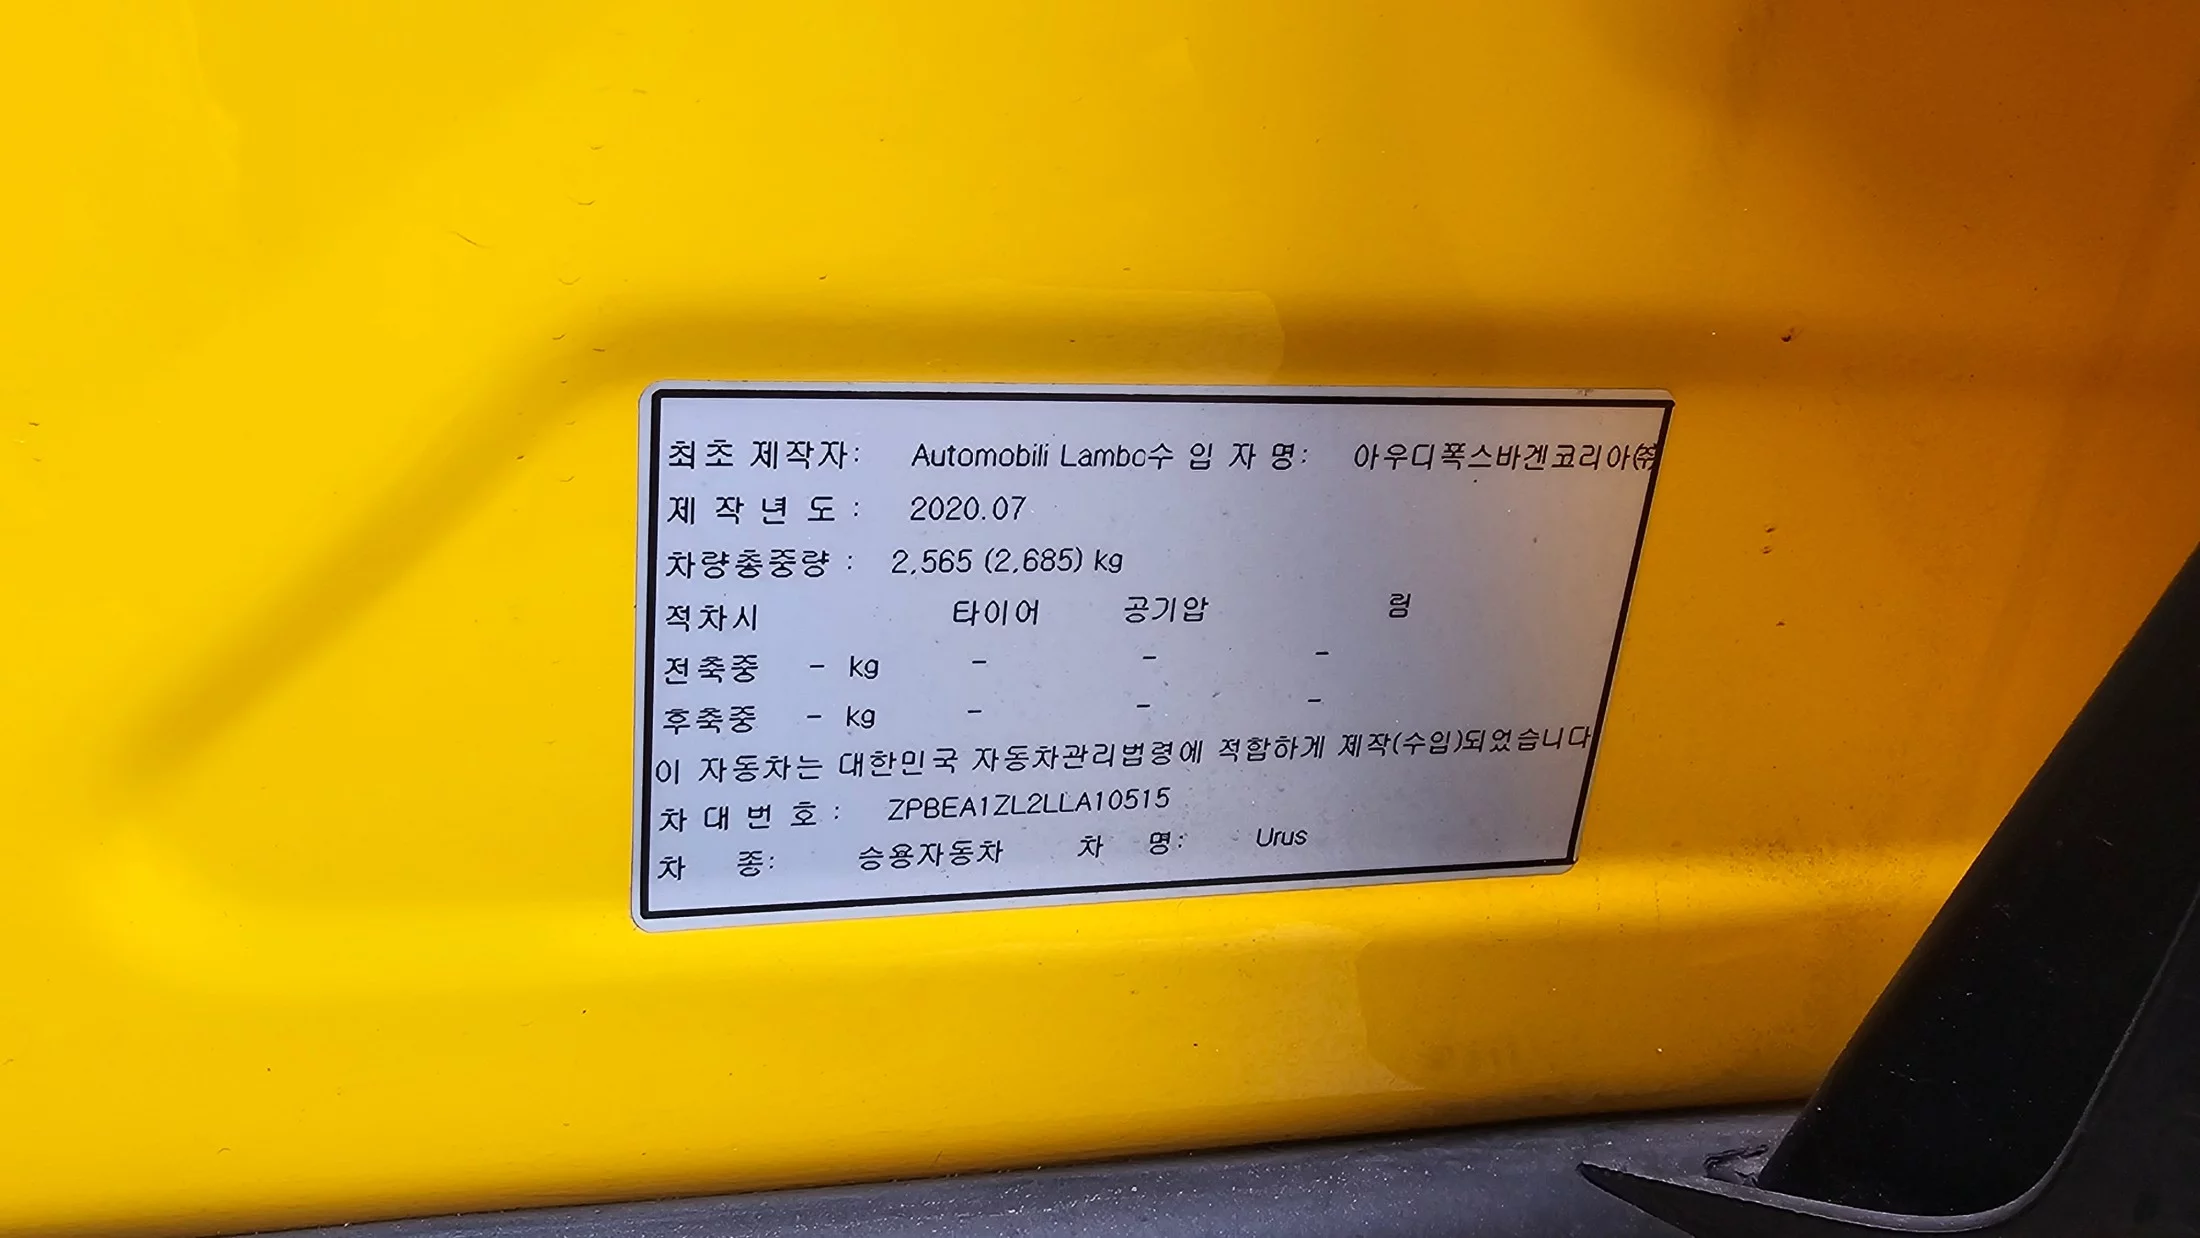 최초 제작자: Automobili Lambo수 입 자 명: 아우디폭스바겐코리아㈜
제 작 년 도 : 2020.07
차량총중량 : 2,565 (2,685) kg
적차시 타이어 공기압 림
전축중 - kg - - -
후축중 - kg - - -
이 자동차는 대한민국 자동차관리법령에 적합하게 제작(수입)되었습니다
차 대 번 호 : ZPBEA1ZL2LLA10515
차 종: 승용자동차 차 명: Urus